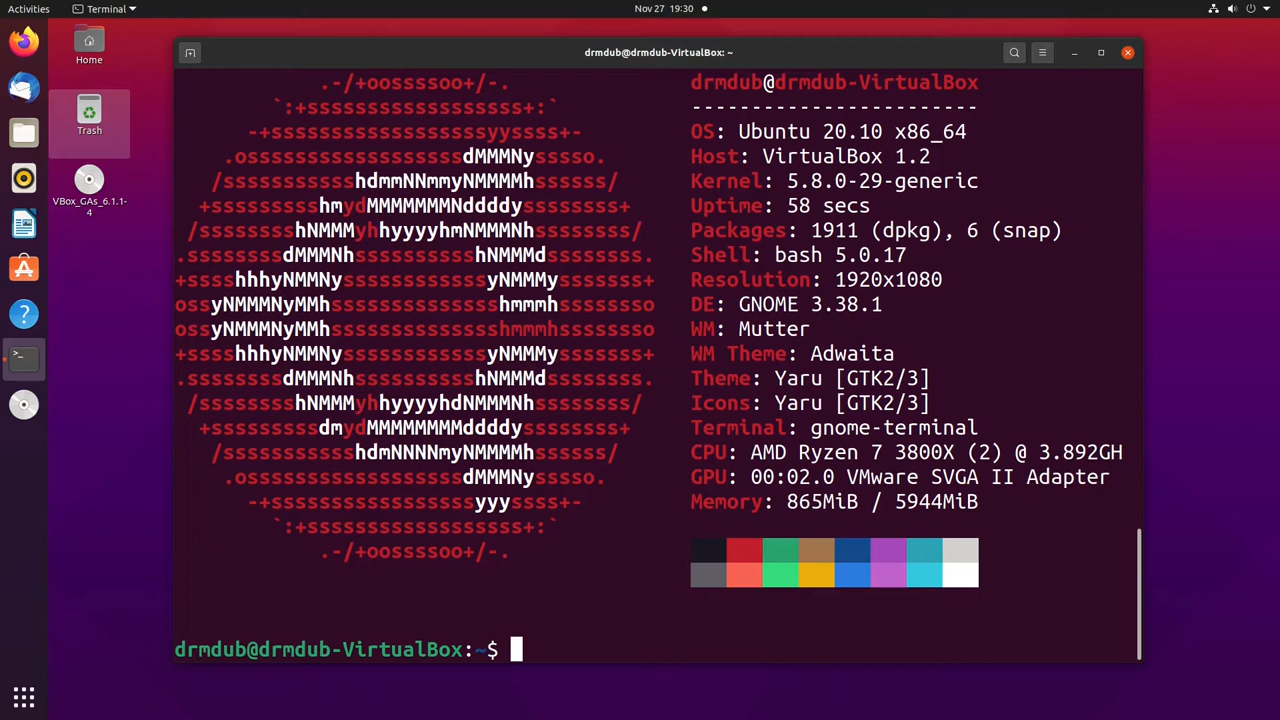 Activities
Terminal
Nov 27 19:30
drmdub@drmdub-VirtualBox: ~
Home
Trash
VBox_GAs_6.1.1-
4
.-/+oossssoo+/-.
`:+ssssssssssssssssss+:`
-+ssssssssssssssssssyyssss+-
.ossssssssssssssssssdMMMNysssso.
/ssssssssssshdmmNNmmyNMMMMhssssss/
+ssssssssshmydMMMMMMMNddddyssssssss+
/sssssssshNMMMyhhyyyyhmNMMMNhssssssss/
.ssssssssdMMMNhsssssssssshNMMMdssssssss.
+sssshhhyNMMNyssssssssssssyNMMMysssssss+
ossyNMMMNyMMhsssssssssssssshmmmhssssssso
ossyNMMMNyMMhsssssssssssssshmmmhssssssso
+sssshhhyNMMNyssssssssssssyNMMMysssssss+
.ssssssssdMMMNhsssssssssshNMMMdssssssss.
/sssssssshNMMMyhhyyyyhdNMMMNhssssssss/
+sssssssssdmydMMMMMMMMddddyssssssss+
/ssssssssssshdmNNNNmyNMMMMhssssss/
.ossssssssssssssssssdMMMNysssso.
-+sssssssssssssssssyyyssss+-
`:+ssssssssssssssssss+:`
.-/+oossssoo+/-.
drmdub@drmdub-VirtualBox
------------------------
OS: Ubuntu 20.10 x86_64
Host: VirtualBox 1.2
Kernel: 5.8.0-29-generic
Uptime: 58 secs
Packages: 1911 (dpkg), 6 (snap)
Shell: bash 5.0.17
Resolution: 1920x1080
DE: GNOME 3.38.1
WM: Mutter
WM Theme: Adwaita
Theme: Yaru [GTK2/3]
Icons: Yaru [GTK2/3]
Terminal: gnome-terminal
CPU: AMD Ryzen 7 3800X (2) @ 3.892GH
GPU: 00:02.0 VMware SVGA II Adapter
Memory: 865MiB / 5944MiB
drmdub@drmdub-VirtualBox:~$